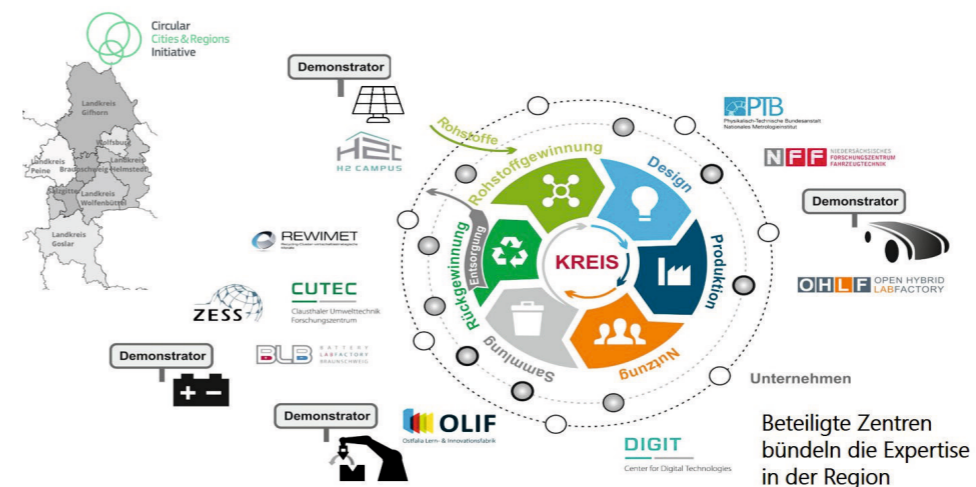 Circular
Cities & Regions
Initiative
Landkreis
Gifhorn
Wolfsburg
Landkreis
Peine
Braunschweig
Landkreis
Helmstedt
Salzgitter
Landkreis
Wolfenbüttel
Landkreis
Goslar
Demonstrator
H2C
H2 CAMPUS
REWIMET
ZESS
CUTEC
Clausthaler Umwelttechnik
Forschungszentrum
BLB
BATTERY
LABFACTORY
BRAUNSCHWEIG
Demonstrator
Demonstrator
OLIF
Ostfalia Lern- & Innovationsfabrik
Rohstoffe
Rohstoffgewinnung
Design
Produktion
Nutzung
Sammlung
Rückgewinnung
Entsorgung
KREIS
PTB
Physikalisch-Technische Bundesanstalt
Nationales Metrologieinstitut
NFF
NIEDERSÄCHSISCHES
FORSCHUNGSZENTRUM
FAHRZEUGTECHNIK
Demonstrator
OHLF
OPEN HYBRID
LABFACTORY
Unternehmen
DIGIT
Center for Digital Technologies
Beteiligte Zentren
bündeln die Expertise
in der Region